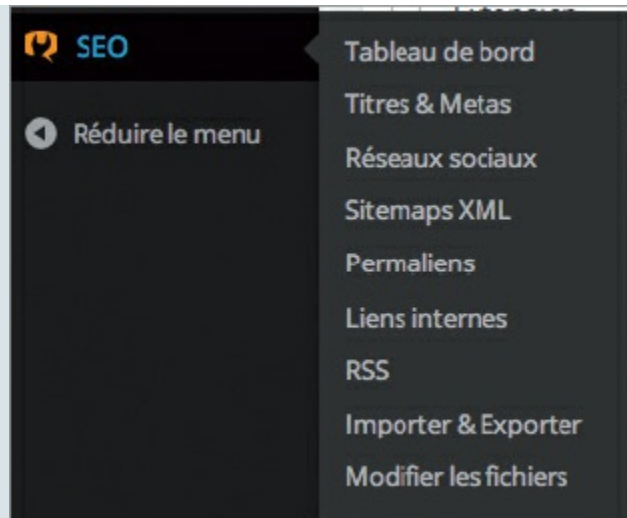 SEO
Réduire le menu
Tableau de bord
Titres & Metas
Réseaux sociaux
Sitemaps XML
Permaliens
Liens internes
RSS
Importer & Exporter
Modifier les fichiers